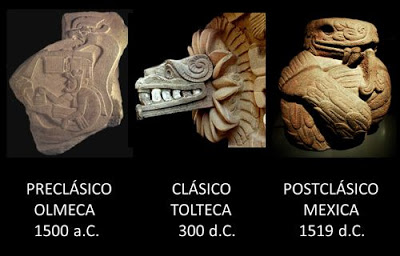 PRECLÁSICO
OLMECA
1500 a.C.
CLÁSICO
TOLTECA
300 d.C.
POSTCLÁSICO
MEXICA
1519 d.C.